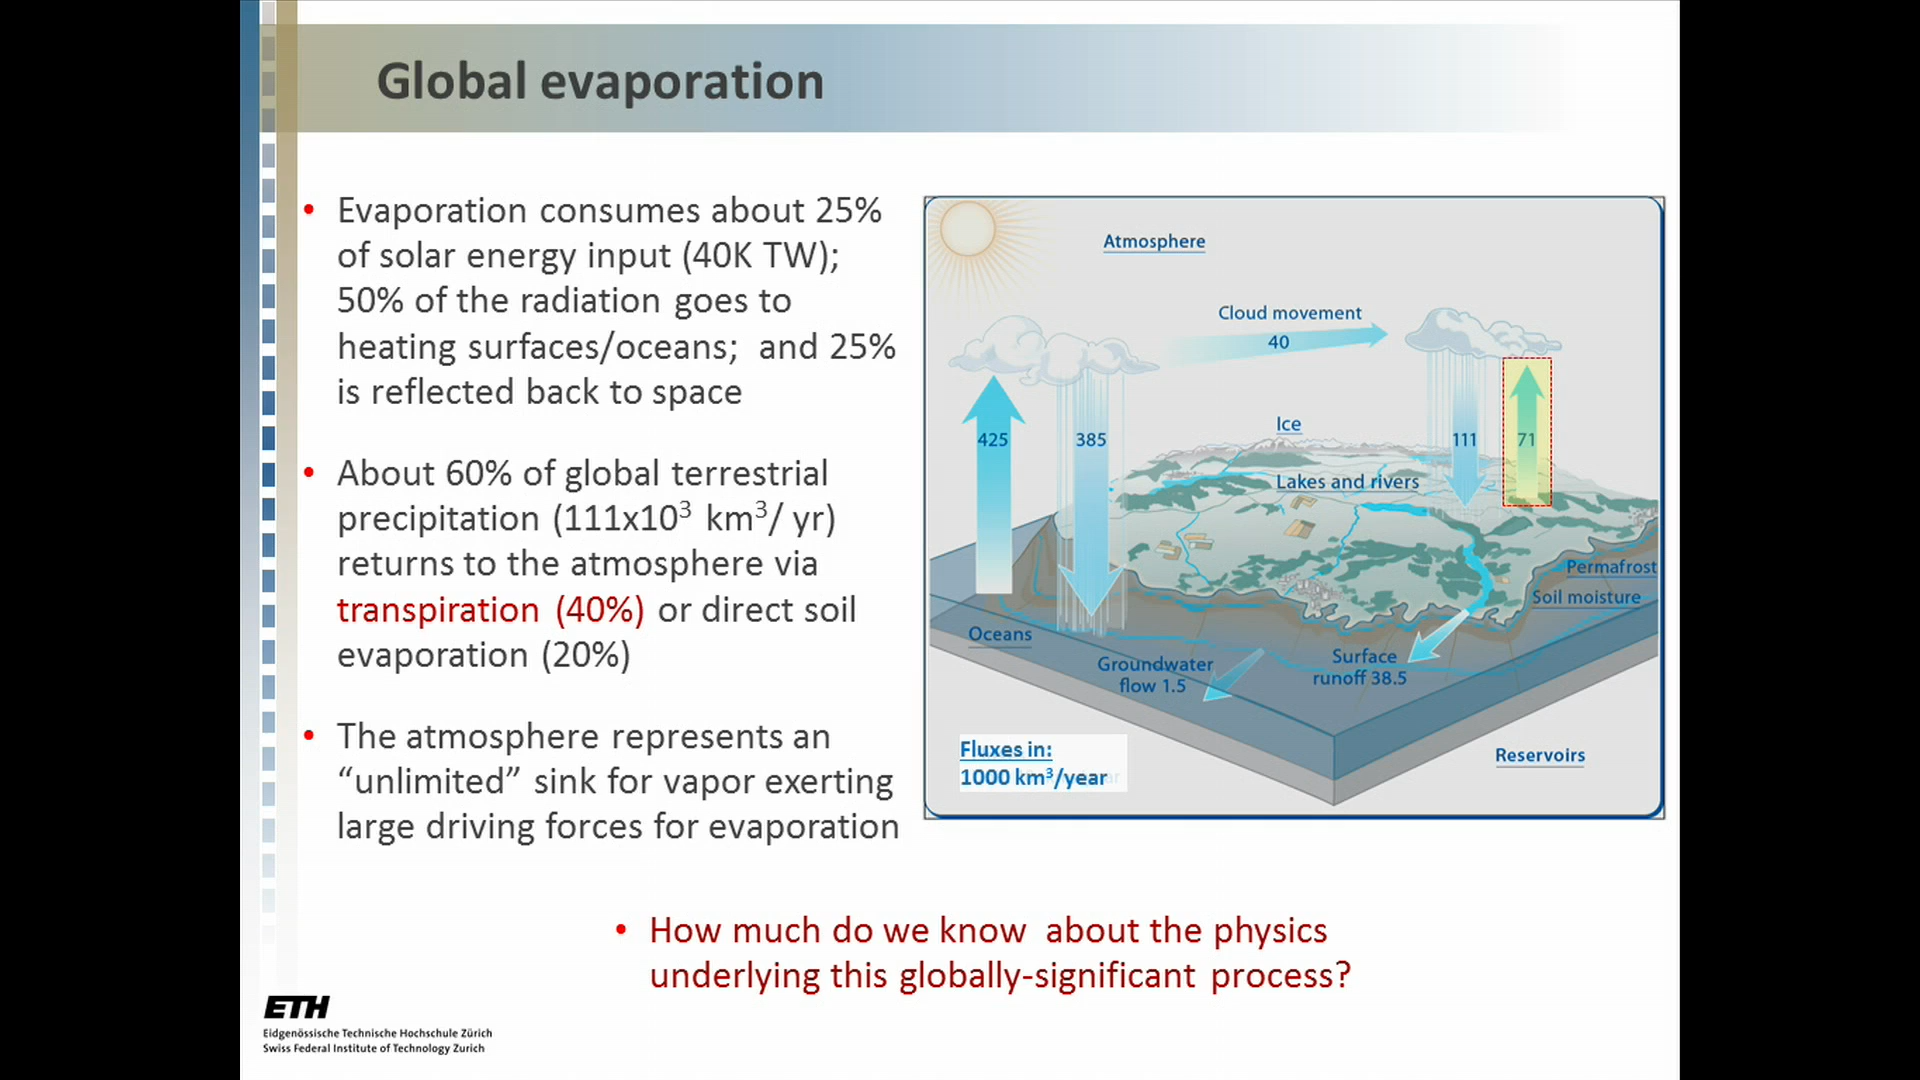 Global evaporation
• Evaporation consumes about 25%
of solar energy input (40K TW);
50% of the radiation goes to
heating surfaces/oceans;  and 25%
is reflected back to space
• About 60% of global terrestrial
precipitation (111x10³ km³/ yr)
returns to the atmosphere via
transpiration (40%) or direct soil
evaporation (20%)
• The atmosphere represents an
“unlimited” sink for vapor exerting
large driving forces for evaporation
Atmosphere
Cloud movement
40
425
385
Ice
111
71
Lakes and rivers
Permafrost
Soil moisture
Oceans
Groundwater
flow 1.5
Surface
runoff 38.5
Fluxes in:
1000 km³/year
Reservoirs
• How much do we know  about the physics
underlying this globally-significant process?
ETH
Eidgenössische Technische Hochschule Zürich
Swiss Federal Institute of Technology Zurich